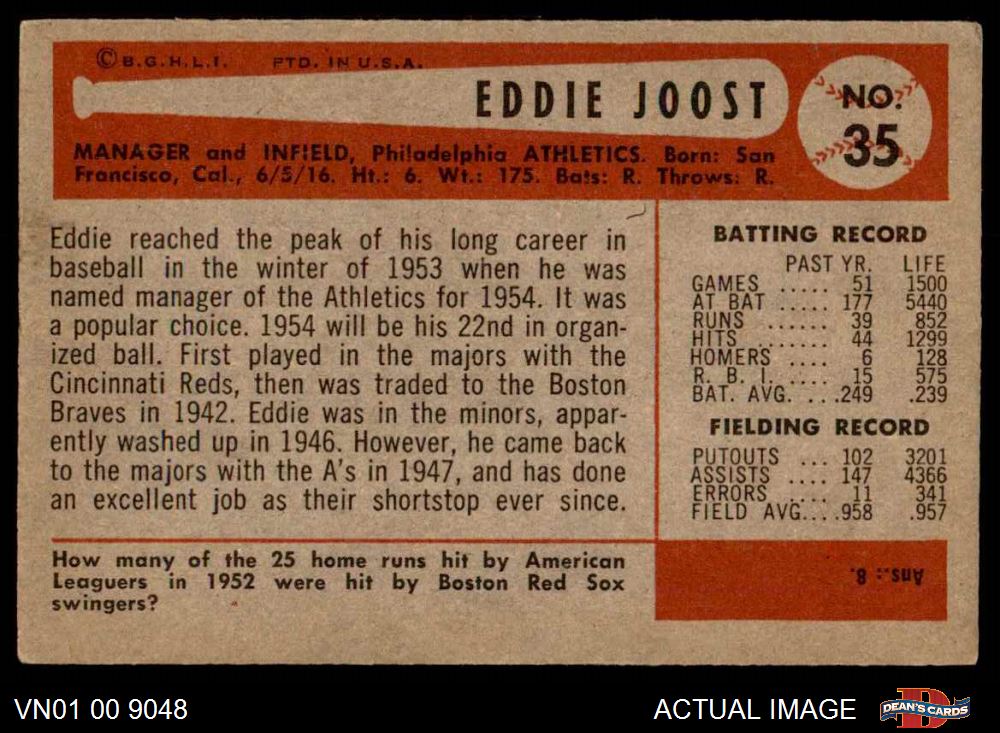 © B.G.H.L.I. PTD. IN U.S.A.
EDDIE JOOST
NO.
35
MANAGER and INFIELD, Philadelphia ATHLETICS. Born: San
Francisco, Cal., 6/5/16. Ht.: 6. Wt.: 175. Bats: R. Throws: R.
Eddie reached the peak of his long career in
baseball in the winter of 1953 when he was
named manager of the Athletics for 1954. It was
a popular choice. 1954 will be his 22nd in organ-
ized ball. First played in the majors with the
Cincinnati Reds, then was traded to the Boston
Braves in 1942. Eddie was in the minors, appar-
ently washed up in 1946. However, he came back
to the majors with the A's in 1947, and has done
an excellent job as their shortstop ever since.
BATTING RECORD
PAST YR. LIFE
GAMES ..... 51 1500
AT BAT ..... 177 5440
RUNS ...... 39 852
HITS ....... 44 1299
HOMERS .... 6 128
R. B. I. .... 15 575
BAT. AVG. ...249 .239
FIELDING RECORD
PUTOUTS ... 102 3201
ASSISTS .... 147 4366
ERRORS .... 11 341
FIELD AVG....958 .957
How many of the 25 home runs hit by American
Leaguers in 1952 were hit by Boston Red Sox
swingers?
Ans.: 8.
VN01 00 9048
ACTUAL IMAGE
D
DEAN'S CARDS